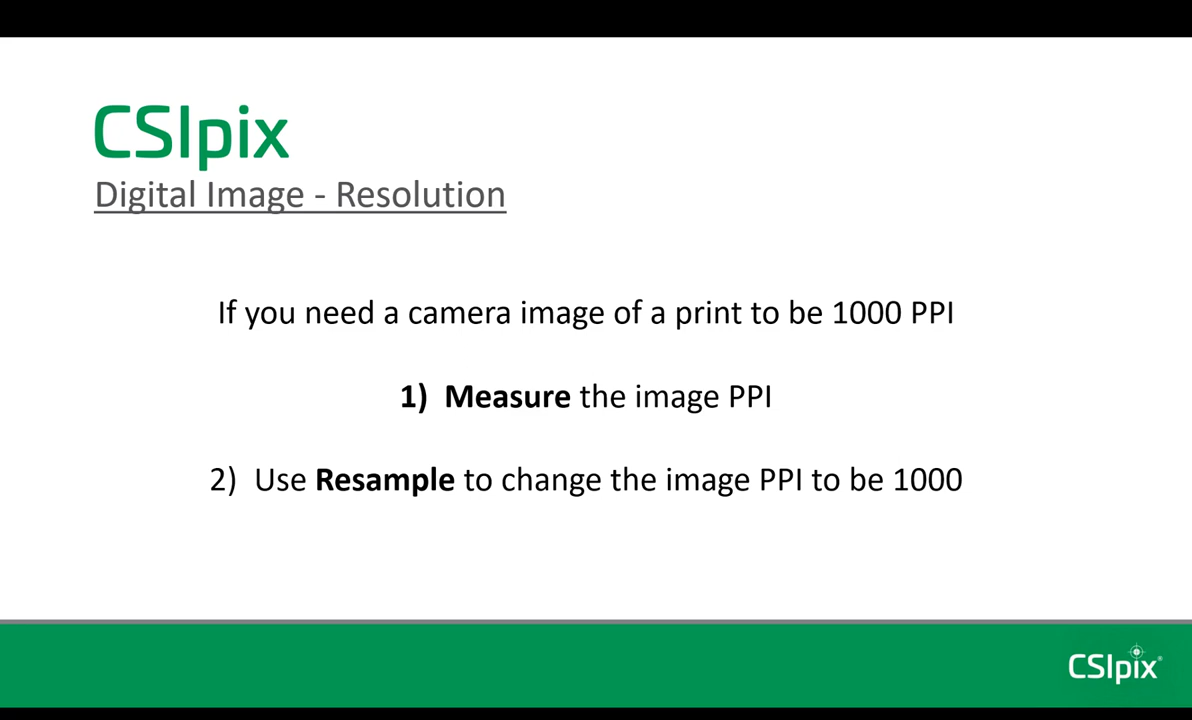 CSIpix
Digital Image - Resolution
If you need a camera image of a print to be 1000 PPI
1) Measure the image PPI
2) Use Resample to change the image PPI to be 1000
CSIpix®